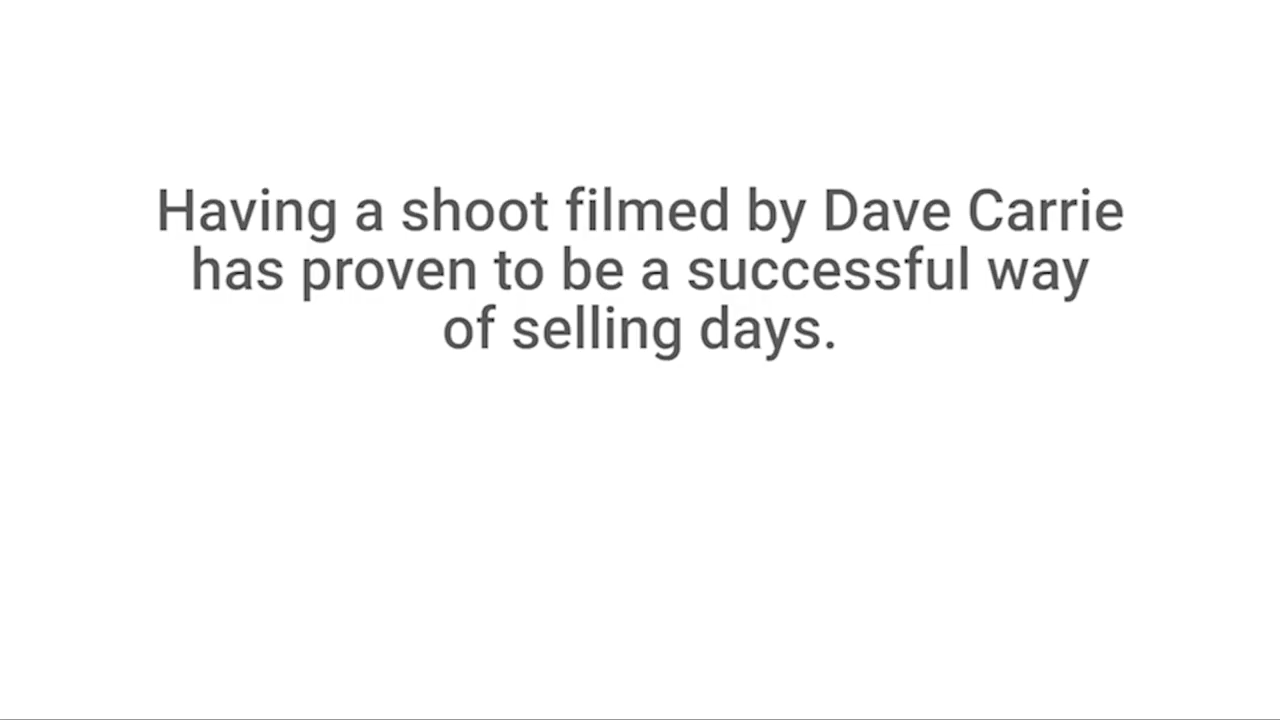 Having a shoot filmed by Dave Carrie
has proven to be a successful way
of selling days.